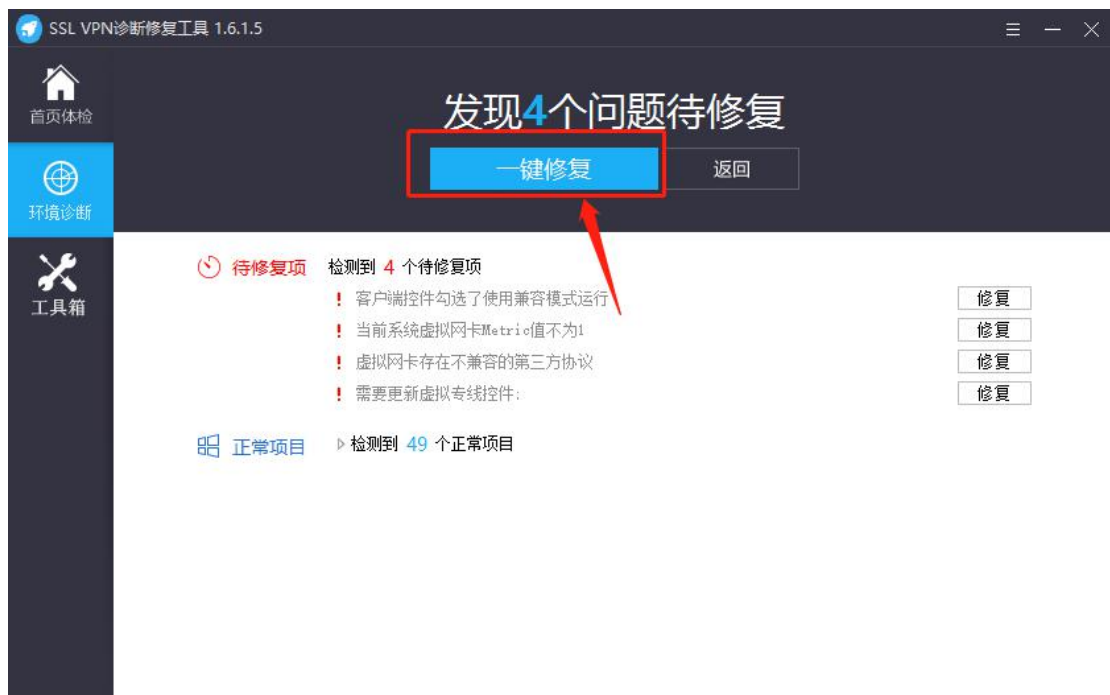 SSL VPN诊断修复工具 1.6.1.5
首页体检
发现4个问题待修复
一键修复 返回
环境诊断
工具箱
待修复项 检测到 4 个待修复项
! 客户端控件勾选了使用兼容模式运行 修复
! 当前系统虚拟网卡Metric值不为1 修复
! 虚拟网卡存在不兼容的第三方协议 修复
! 需要更新虚拟专线控件; 修复
正常项目 检测到 49 个正常项目